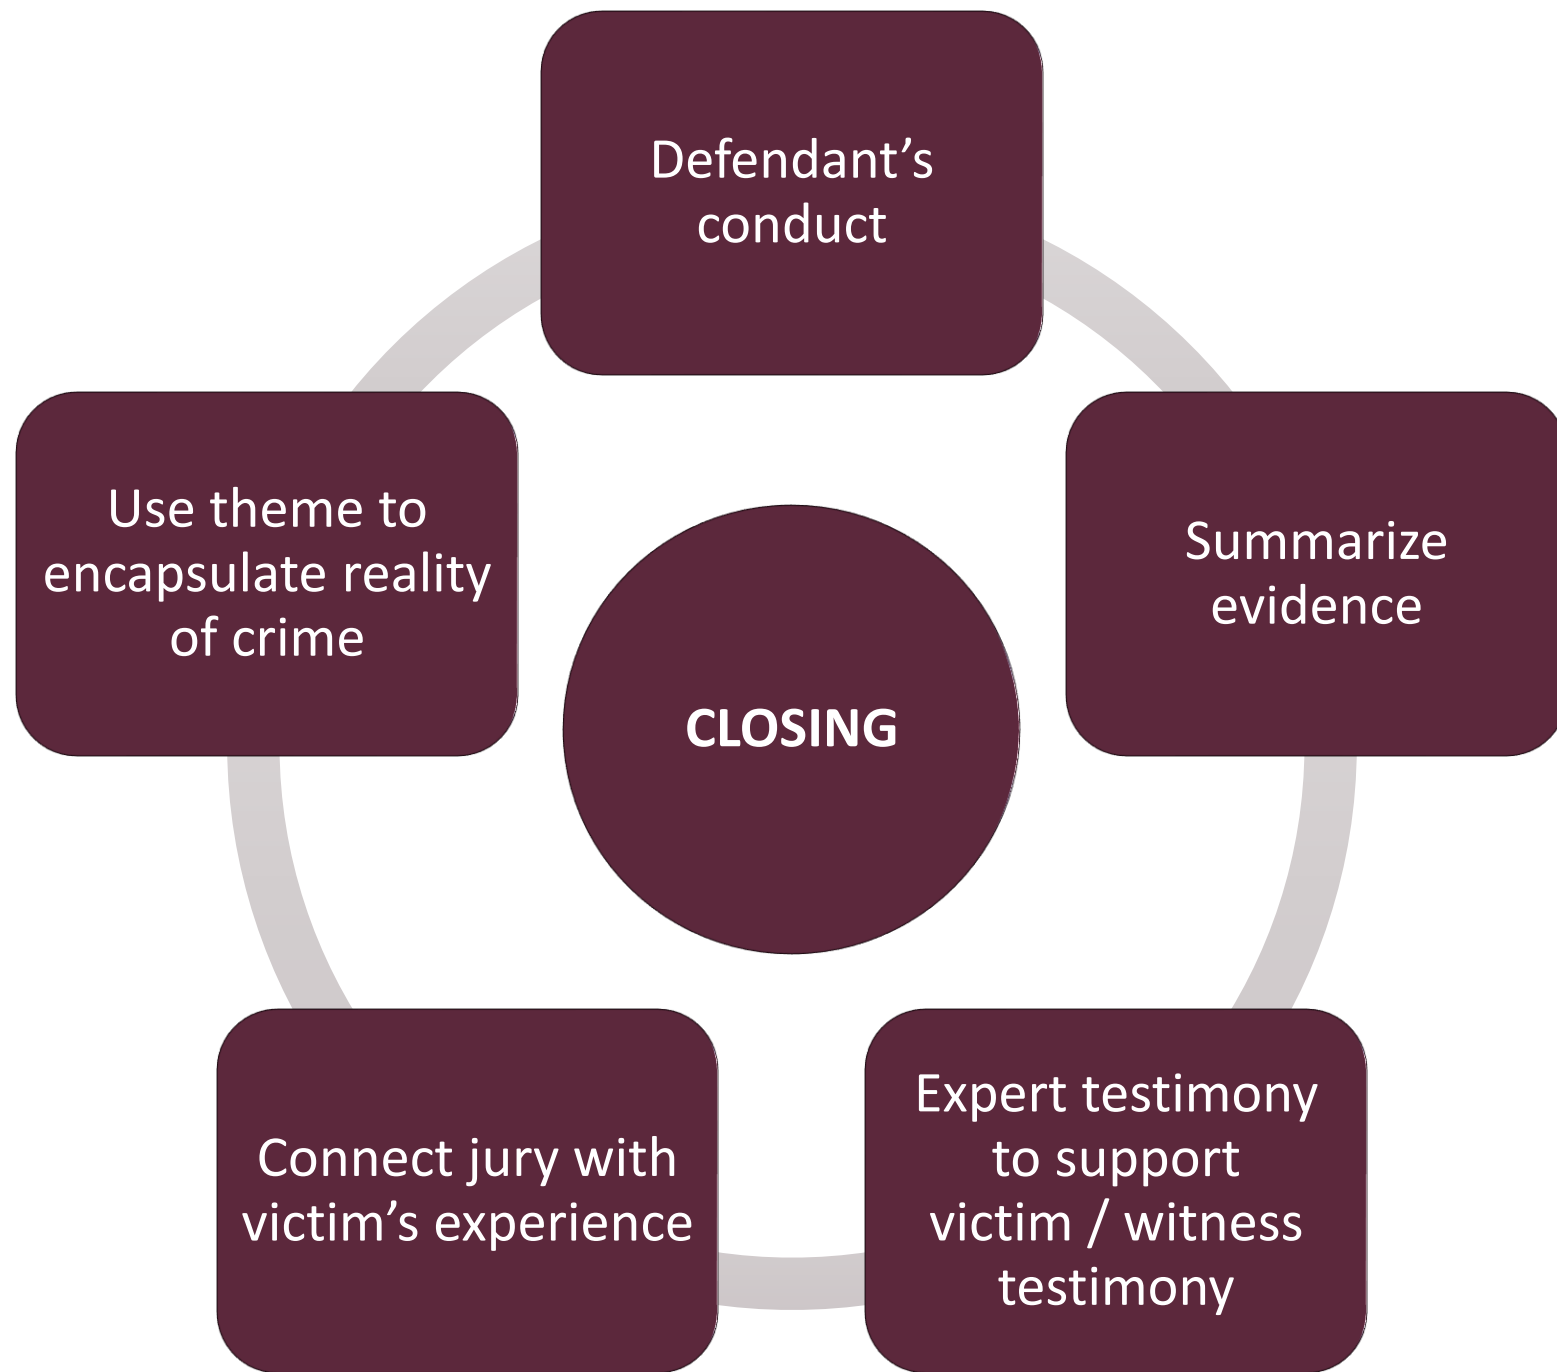 Defendant’s
conduct
Summarize
evidence
Expert testimony
to support
victim / witness
testimony
Connect jury with
victim’s experience
Use theme to
encapsulate reality
of crime
CLOSING